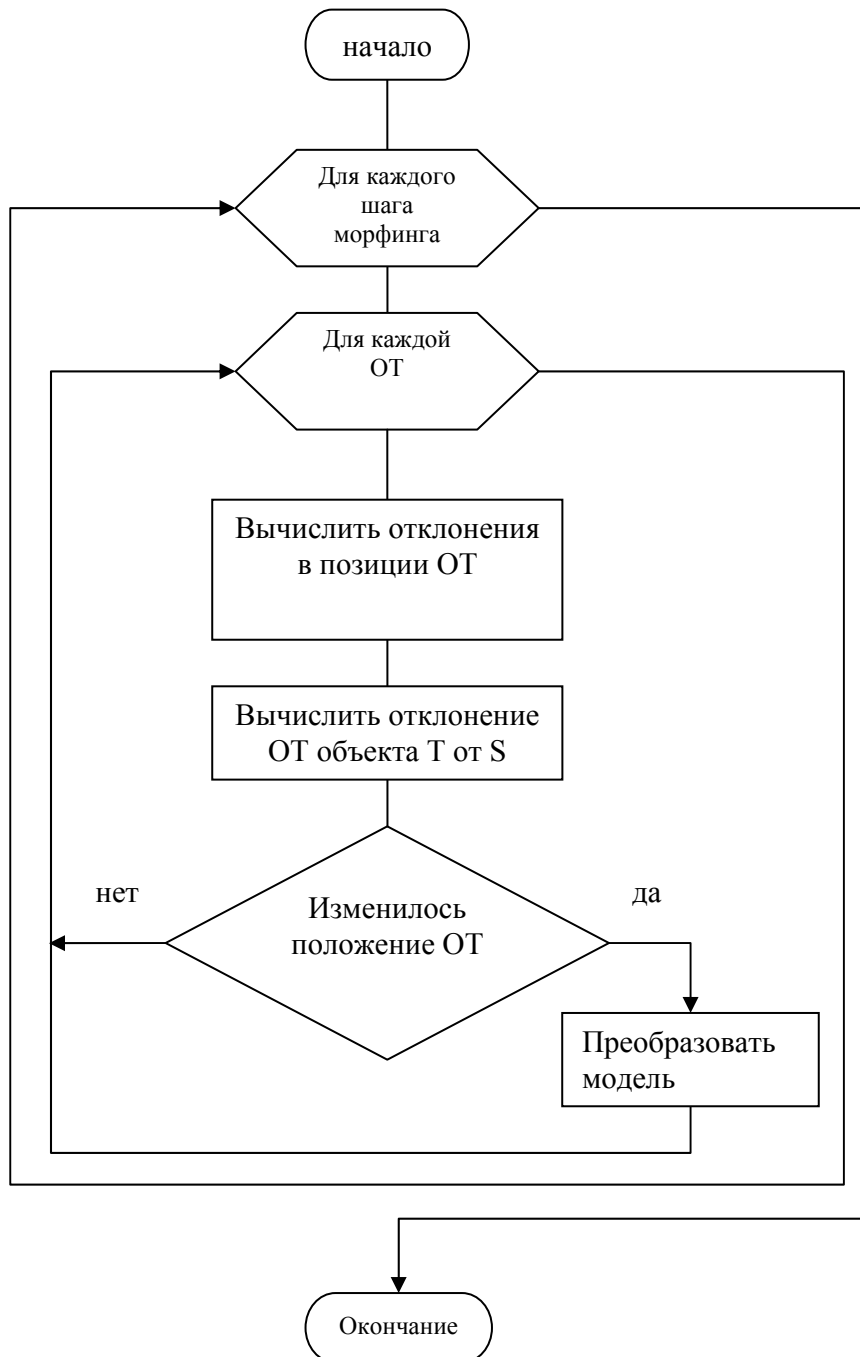 начало
Для каждого
шага
морфинга
Для каждой
ОТ
Вычислить отклонения
в позиции ОТ
Вычислить отклонение
ОТ объекта Т от S
нет
да
Изменилось
положение ОТ
Преобразовать
модель
Окончание